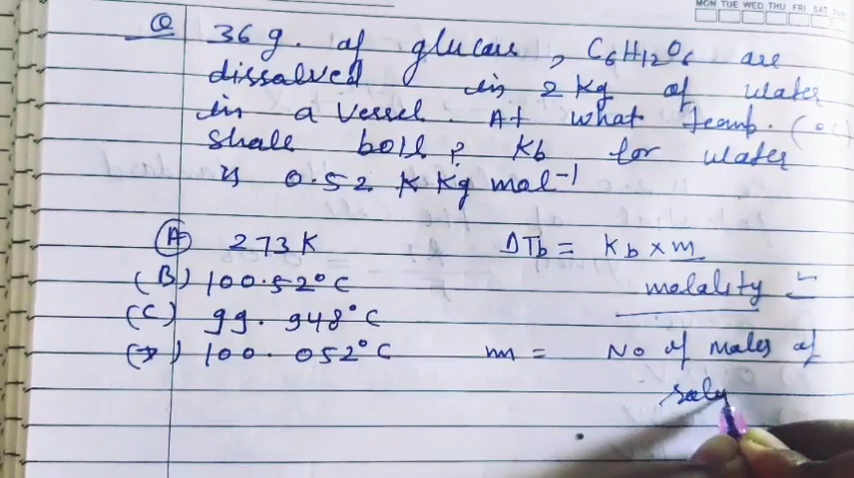 MON TUE WED THU FRI SAT SUN
Q 36 g. of glucose, C6H12O6 are
dissolved in 2 Kg of water
in a vessel. At what temp. (°C)
shall boil? Kb for water
is 0.52 K Kg mol-1
(A) 273 K ΔTb = Kb × m
(B) 100.52°C molality
(C) 99.948°C
(D) 100.052°C m = No of moles of
solu